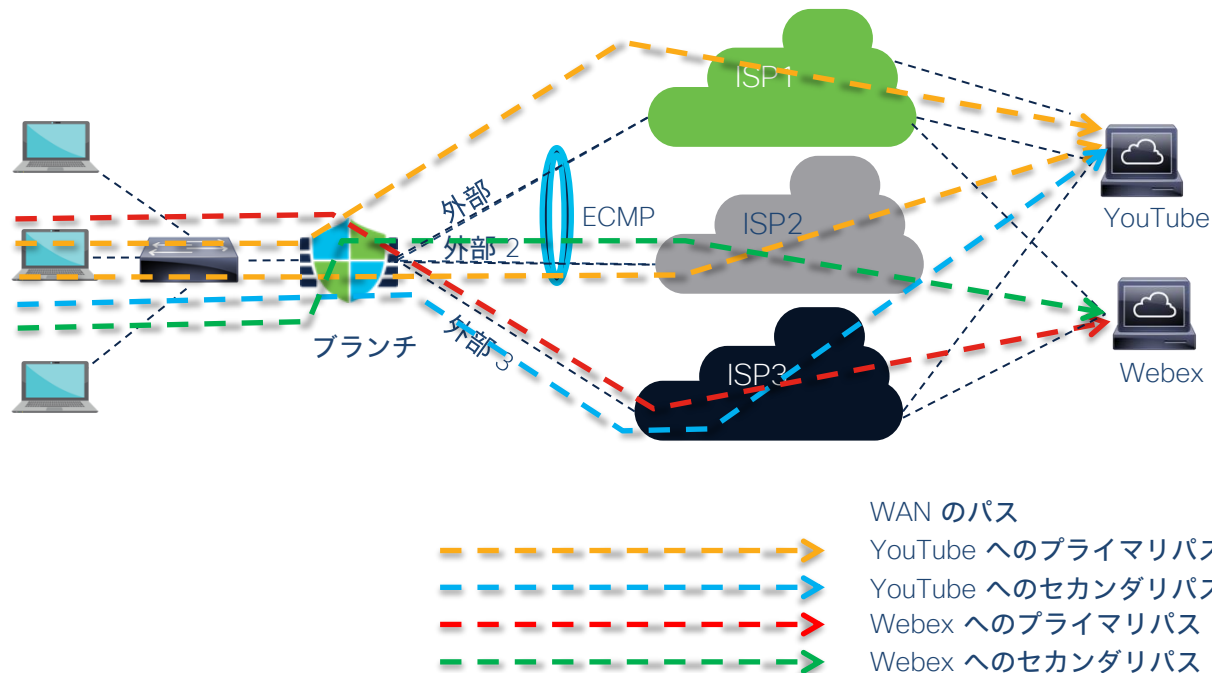 ISP1
外部
ECMP
YouTube
外部 2
ISP2
ブランチ
外部 3
ISP3
Webex
WAN のパス
YouTube へのプライマリパス
YouTube へのセカンダリパス
Webex へのプライマリパス
Webex へのセカンダリパス